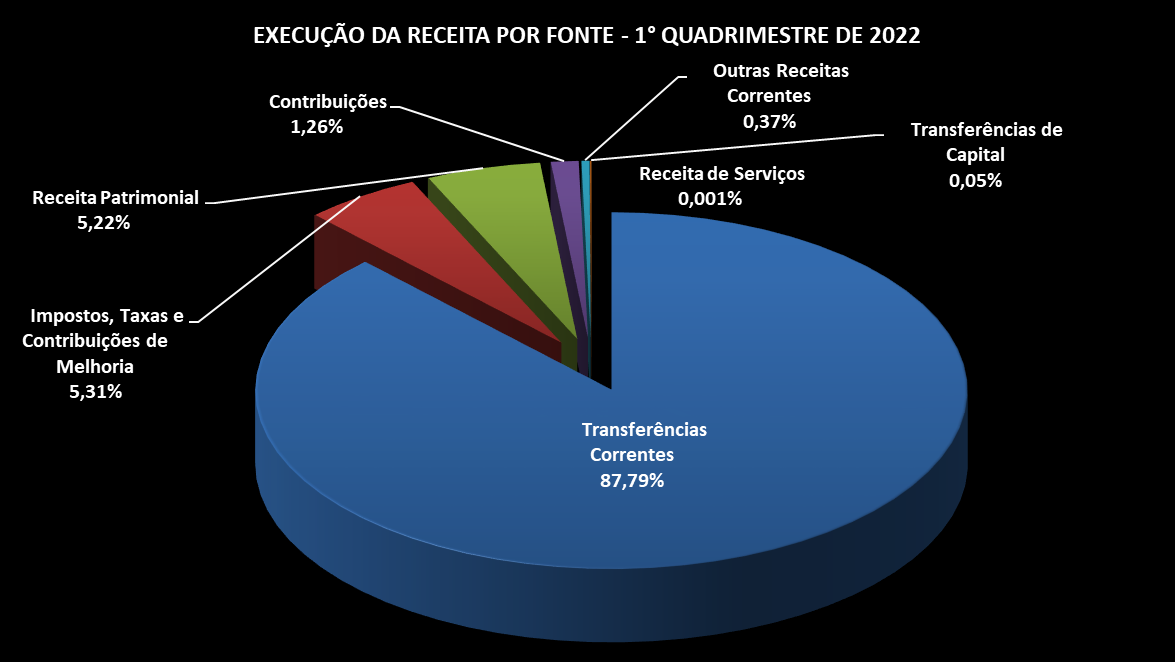 EXECUÇÃO DA RECEITA POR FONTE - 1° QUADRIMESTRE DE 2022
Outras Receitas
Correntes
0,37%
Contribuições
1,26%
Transferências de
Capital
0,05%
Receita de Serviços
0,001%
Receita Patrimonial
5,22%
Impostos, Taxas e
Contribuições de
Melhoria
5,31%
Transferências
Correntes
87,79%